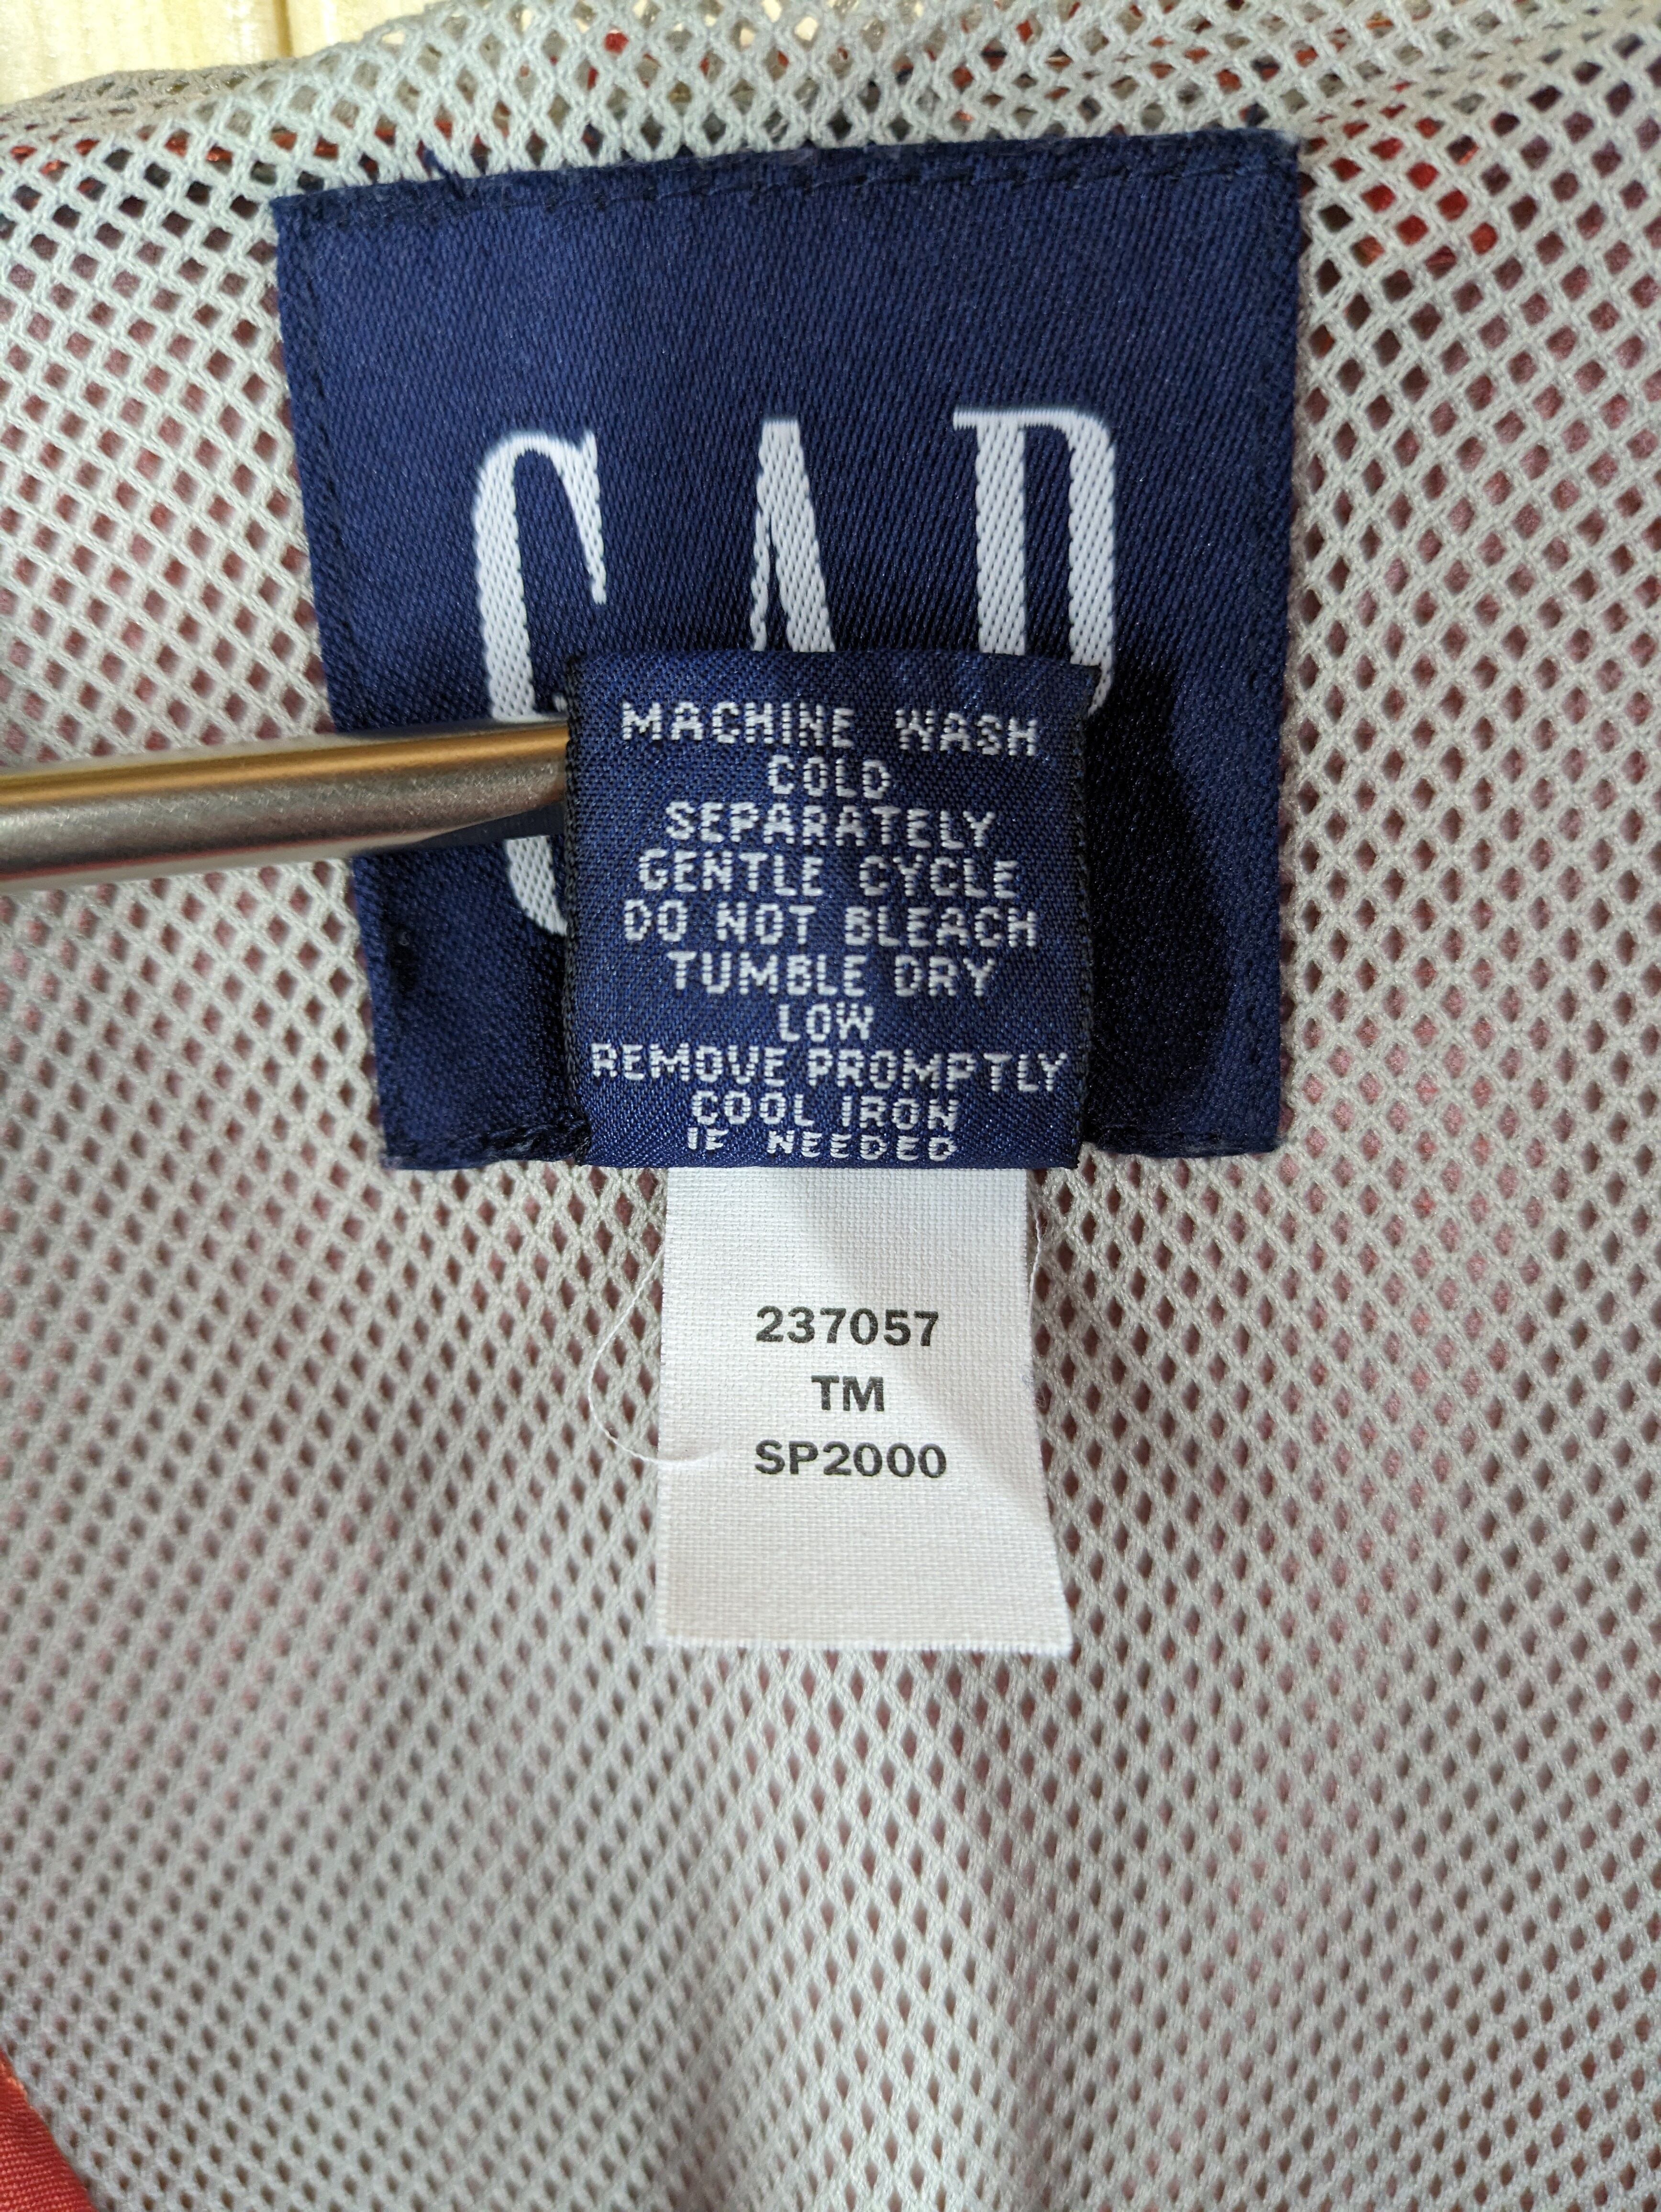 GAP
MACHINE WASH
COLD
SEPARATELY
GENTLE CYCLE
DO NOT BLEACH
TUMBLE DRY
LOW
REMOVE PROMPTLY
COOL IRON
IF NEEDED
237057
TM
SP2000